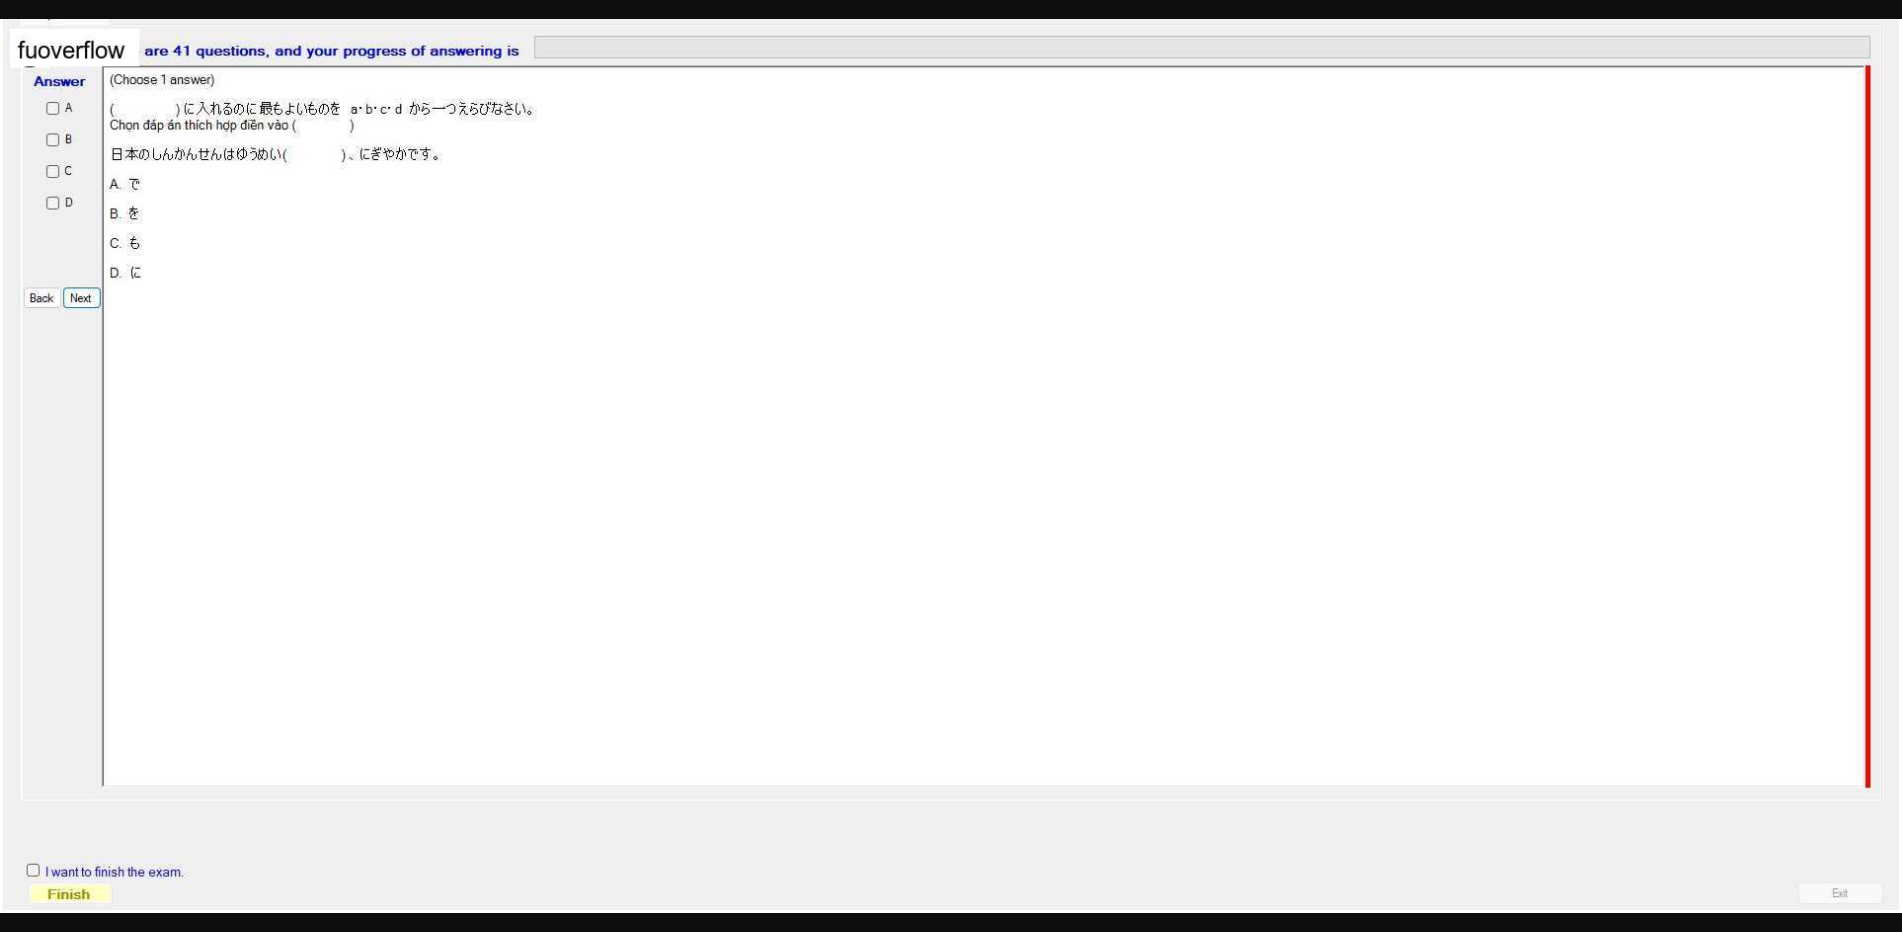 fuoverflow are 41 questions, and your progress of answering is
Answer
(Choose 1 answer)
A
B
C
D
( )に入れるのに最もよいものを a・b・c・d から一つえらびなさい。
Chọn đáp án thích hợp điền vào ( )
日本のしんかんせんはゆうめい( )、にぎやかです。
A. で
B. を
C. も
D. に
Back Next
I want to finish the exam.
Finish
Exit